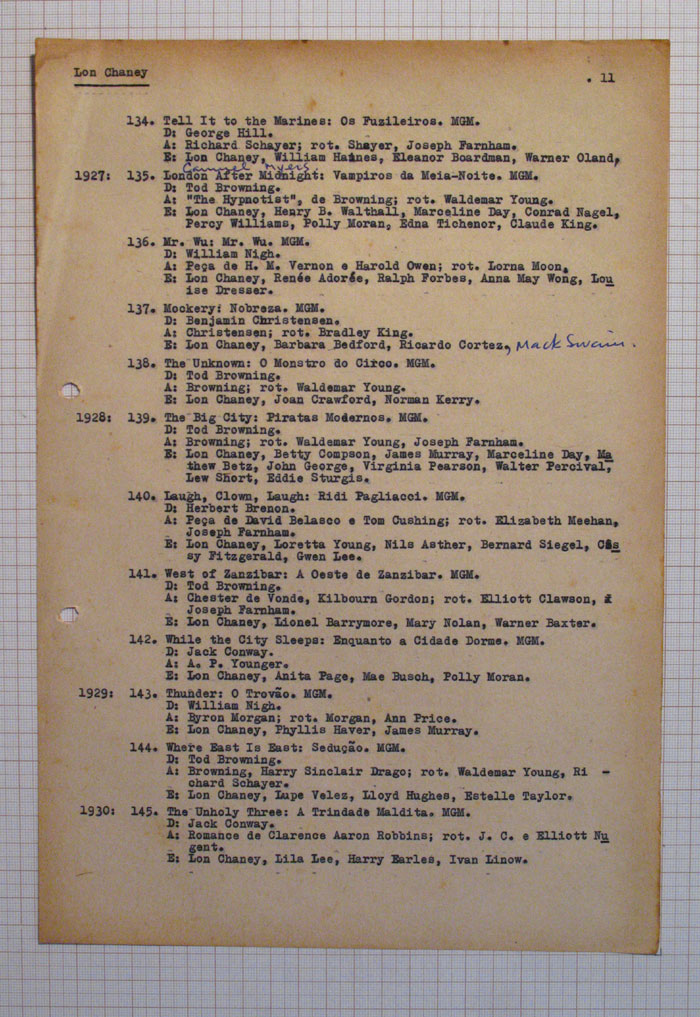 Lon Chaney
. 11
134. Tell It to the Marines: Os Fuzileiros. MGM.
D: George Hill.
A: Richard Schayer; rot. Shayer, Joseph Farnham.
E: Lon Chaney, William Haines, Eleanor Boardman, Warner Oland,
Carmel Myers
1927: 135. London After Midnight: Vampiros da Meia-Noite. MGM.
D: Tod Browning.
A: "The Hypnotist", de Browning; rot. Waldemar Young.
E: Lon Chaney, Henry B. Walthall, Marceline Day, Conrad Nagel,
Percy Williams, Polly Moran, Edna Tichenor, Claude King.
136. Mr. Wu: Mr. Wu. MGM.
D: William Nigh.
A: Peça de H. M. Vernon e Harold Owen; rot. Lorna Moon.
E: Lon Chaney, Renée Adorée, Ralph Forbes, Anna May Wong, Lou
ise Dresser.
137. Mockery: Nobreza. MGM.
D: Benjamin Christensen.
A: Christensen; rot. Bradley King.
E: Lon Chaney, Barbara Bedford, Ricardo Cortez, Mack Swain.
138. The Unknown: O Monstro do Circo. MGM.
D: Tod Browning.
A: Browning; rot. Waldemar Young.
E: Lon Chaney, Joan Crawford, Norman Kerry.
1928: 139. The Big City: Piratas Modernos. MGM.
D: Tod Browning.
A: Browning; rot. Waldemar Young, Joseph Farnham.
E: Lon Chaney, Betty Compson, James Murray, Marceline Day, Ma
thew Betz, John George, Virginia Pearson, Walter Percival,
Lew Short, Eddie Sturgis.
140. Laugh, Clown, Laugh: Ridi Pagliacci. MGM.
D: Herbert Brenon.
A: Peça de David Belasco e Tom Cushing; rot. Elizabeth Meehan,
Joseph Farnham.
E: Lon Chaney, Loretta Young, Nils Asther, Bernard Siegel, Cis
sy Fitzgerald, Gwen Lee.
141. West of Zanzibar: A Oeste de Zanzibar. MGM.
D: Tod Browning.
A: Chester de Vonde, Kilbourn Gordon; rot. Elliott Clawson,
Joseph Farnham.
E: Lon Chaney, Lionel Barrymore, Mary Nolan, Warner Baxter.
142. While the City Sleeps: Enquanto a Cidade Dorme. MGM.
D: Jack Conway.
A: A. P. Younger.
E: Lon Chaney, Anita Page, Mae Busch, Polly Moran.
1929: 143. Thunder: O Trovão. MGM.
D: William Nigh.
A: Byron Morgan; rot. Morgan, Ann Price.
E: Lon Chaney, Phyllis Haver, James Murray.
144. Where East Is East: Sedução. MGM.
D: Tod Browning.
A: Browning, Harry Sinclair Drago; rot. Waldemar Young, Ri -
chard Schayer.
E: Lon Chaney, Lupe Velez, Lloyd Hughes, Estelle Taylor.
1930: 145. The Unholy Three: A Trindade Maldita. MGM.
D: Jack Conway.
A: Romance de Clarence Aaron Robbins; rot. J. C. e Elliott Nu
gent.
E: Lon Chaney, Lila Lee, Harry Earles, Ivan Linow.